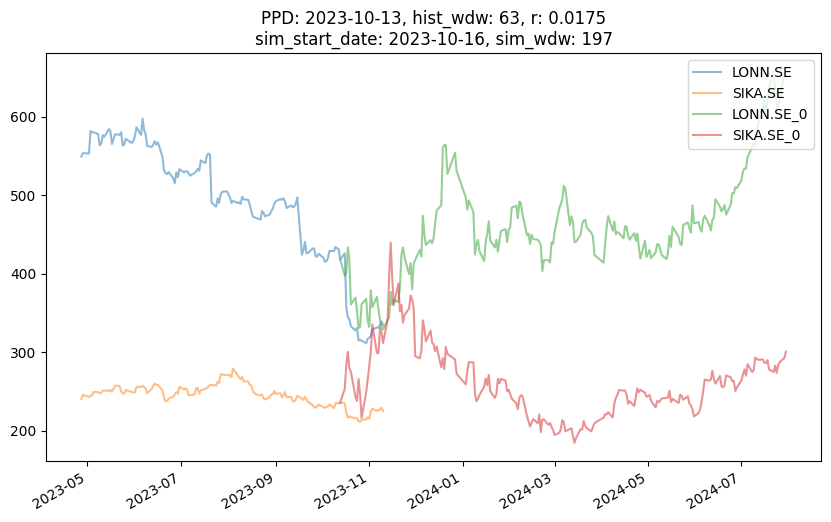 PPD: 2023-10-13, hist_wdw: 63, r: 0.0175
sim_start_date: 2023-10-16, sim_wdw: 197
LONN.SE
SIKA.SE
LONN.SE_0
SIKA.SE_0
600
500
400
300
200
2023-05
2023-07
2023-09
2023-11
2024-01
2024-03
2024-05
2024-07